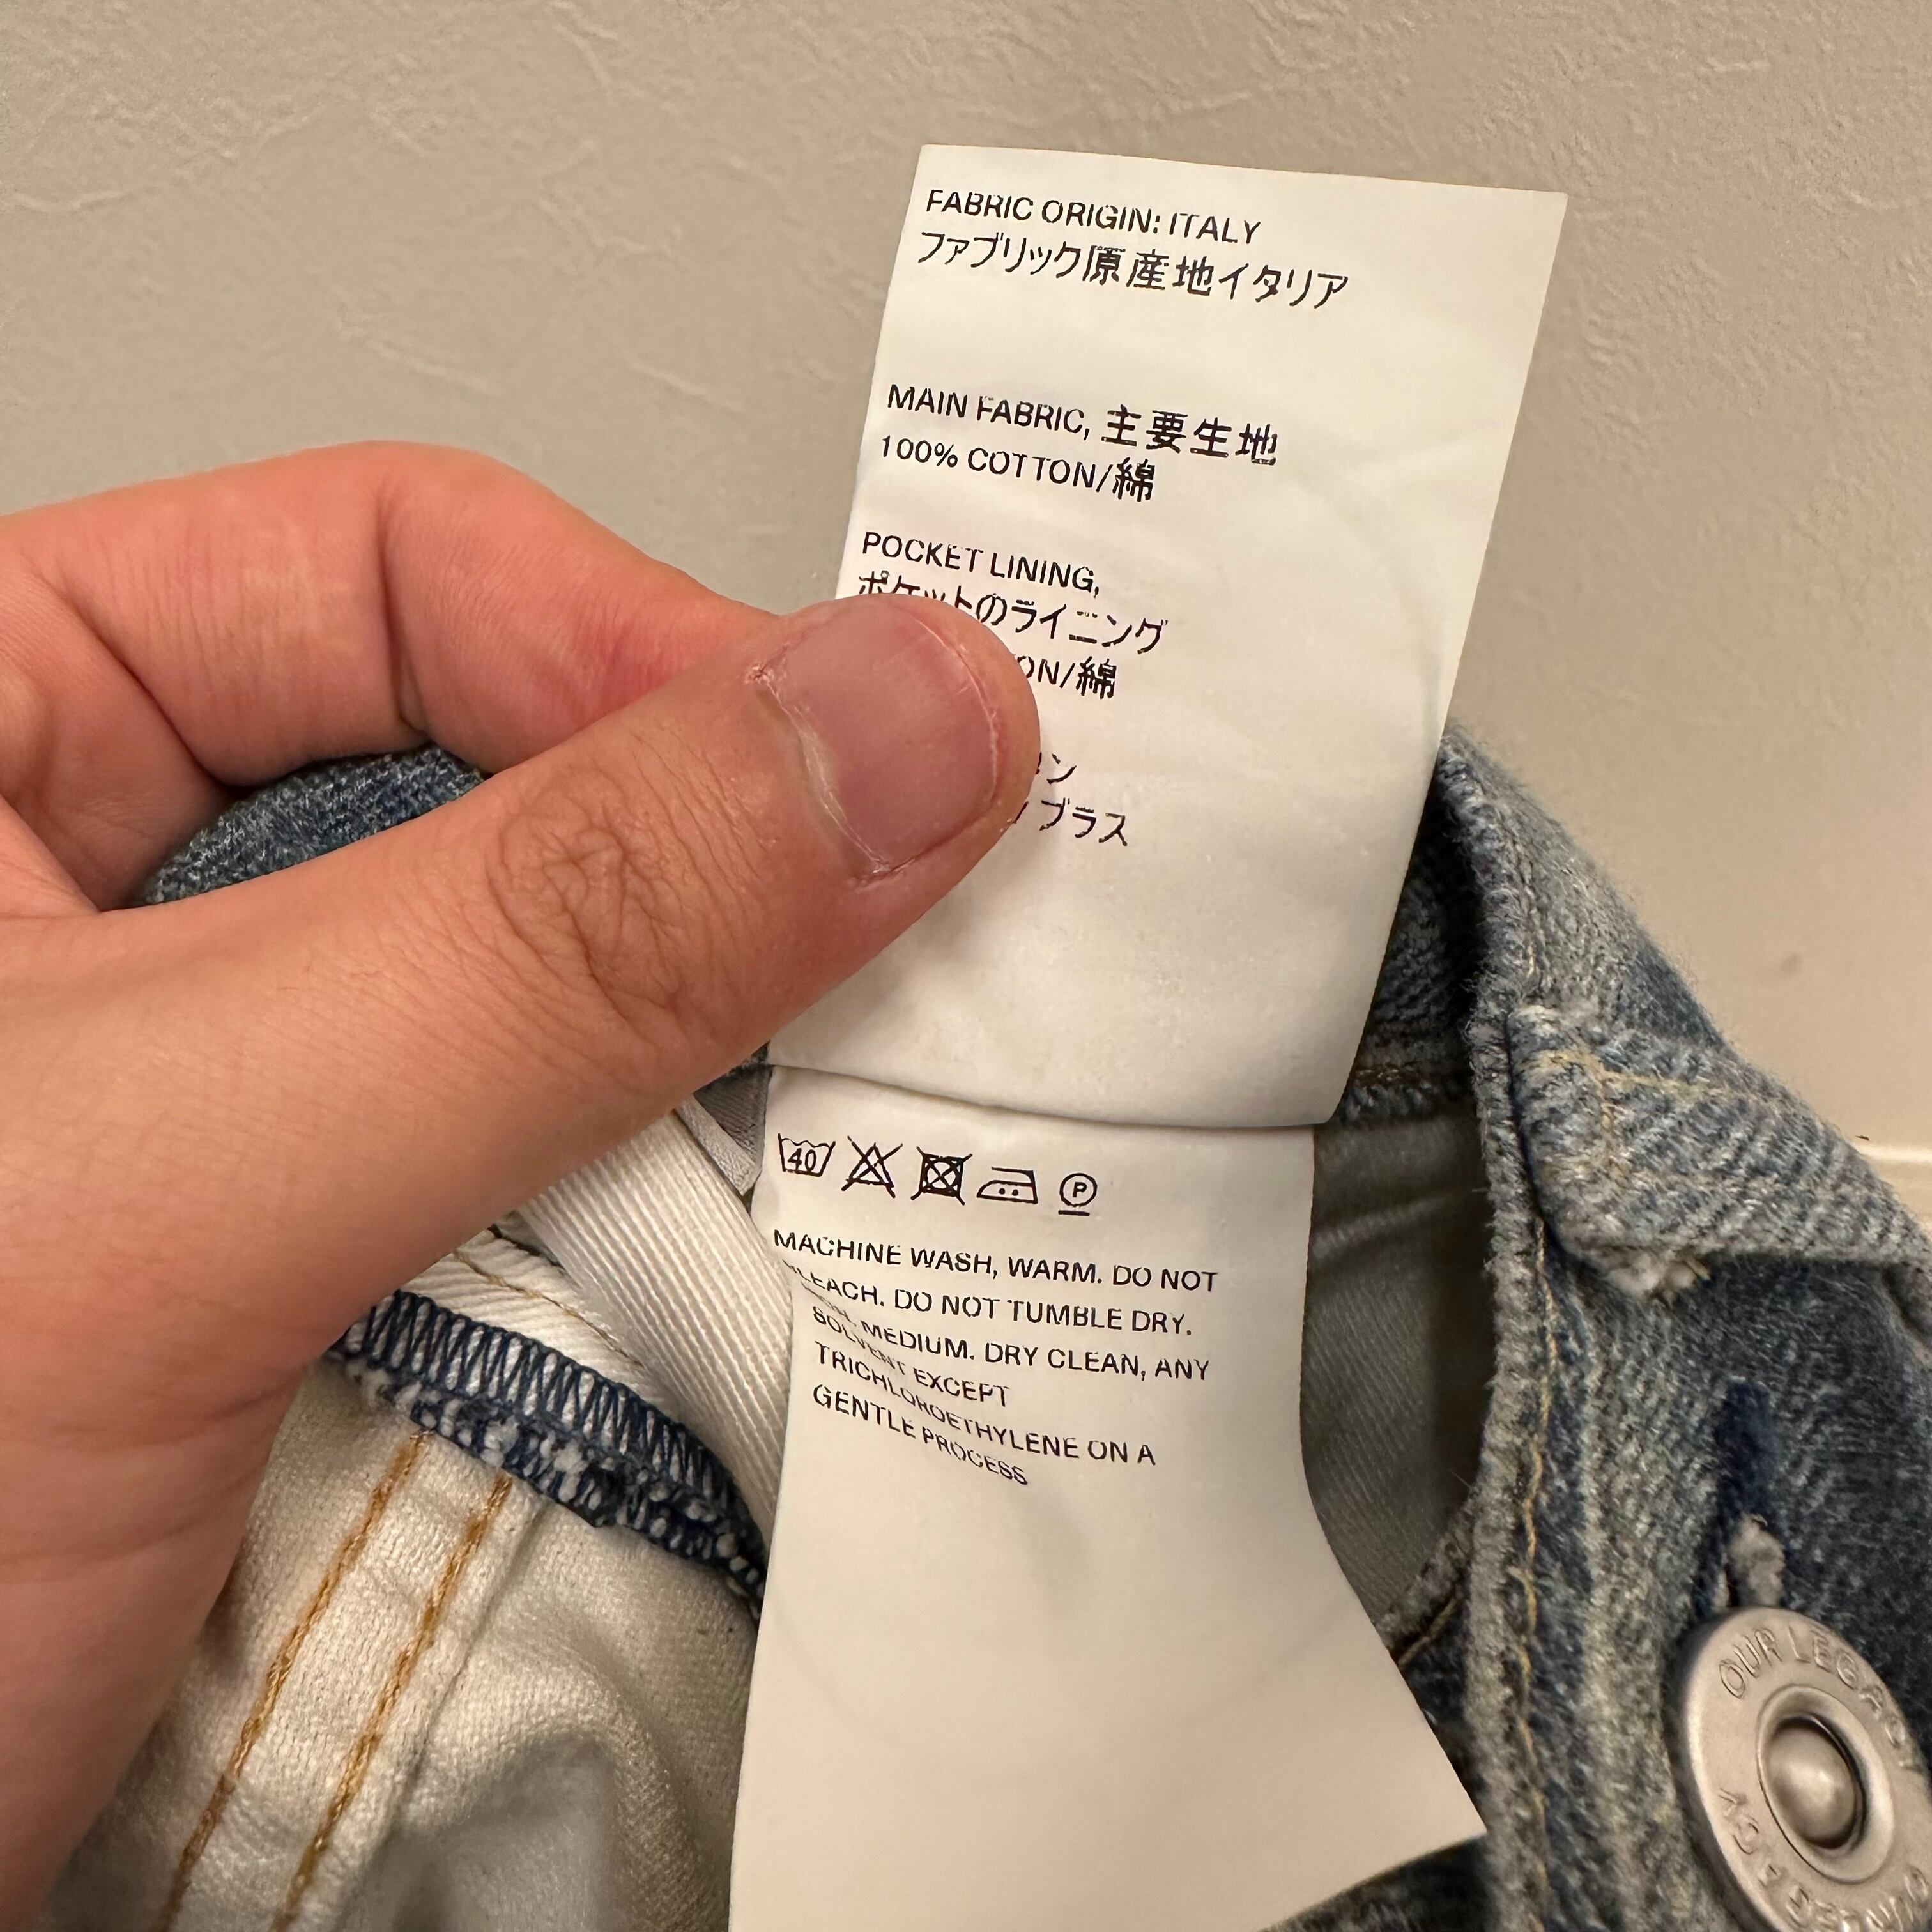 FABRIC ORIGIN: ITALY
ファブリック原産地イタリア
MAIN FABRIC, 主要生地
100% COTTON/綿
POCKET LINING,
ポケットのライニング
/綿
ブラス
40
P
MACHINE WASH, WARM. DO NOT
BLEACH. DO NOT TUMBLE DRY.
MEDIUM. DRY CLEAN, ANY
SOLVENT EXCEPT
TRICHLOROETHYLENE ON A
GENTLE PROCESS
OUR LEGACY